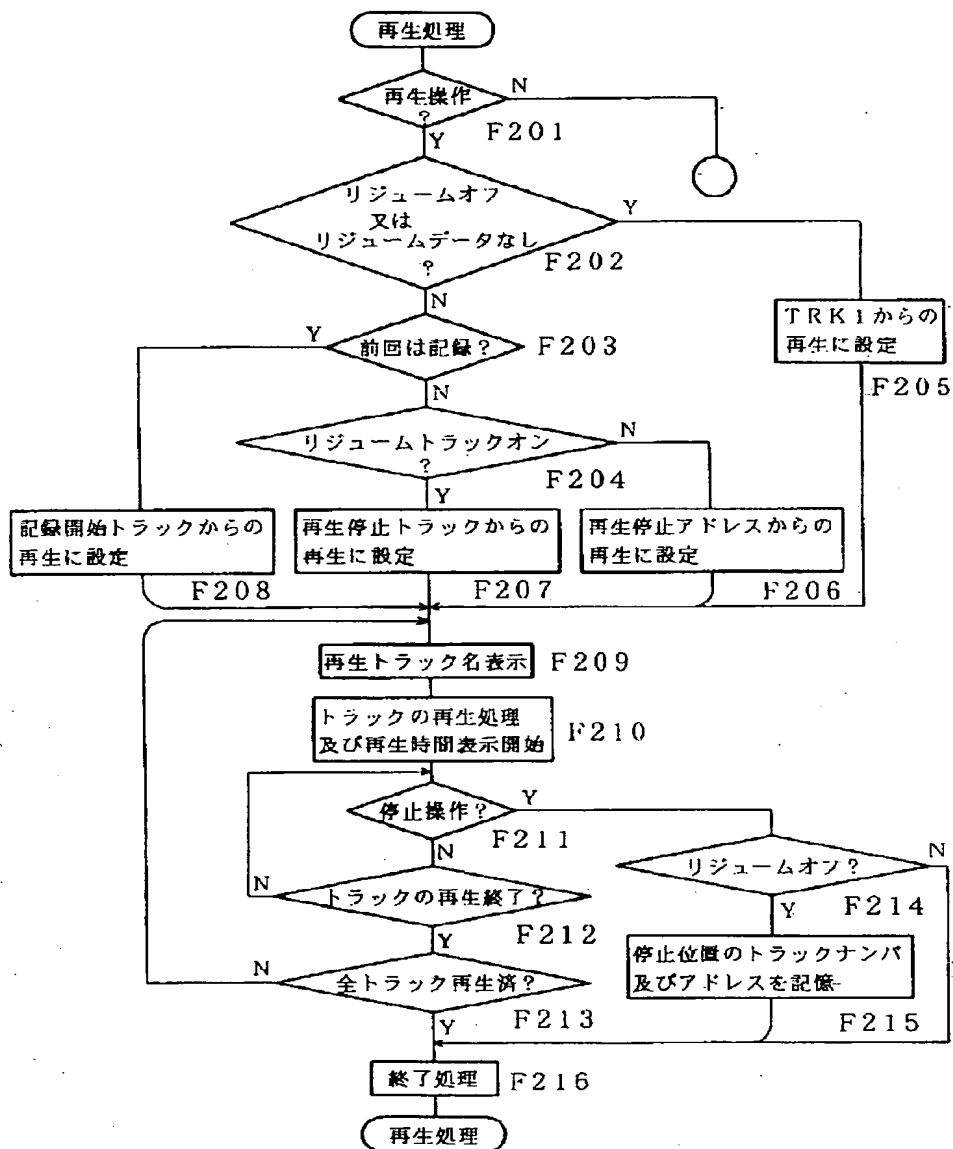 再生処理
再生操作
?
N
F201
Y
リジュームオフ
又は
リジュームデータなし
?
Y
F202
N
TRK1からの
再生に設定
F205
Y
前回は記録?
F203
N
リジュームトラックオン
?
N
F204
Y
記録開始トラックからの
再生に設定
F208
再生停止トラックからの
再生に設定
F207
再生停止アドレスからの
再生に設定
F206
再生トラック名表示
F209
トラックの再生処理
及び再生時間表示開始
F210
停止操作?
Y
F211
N
リジュームオン?
N
F214
Y
N
トラックの再生終了?
F212
Y
停止位置のトラックナンバ
及びアドレスを記憶
F215
N
全トラック再生済?
F213
Y
終了処理
F216
再生処理